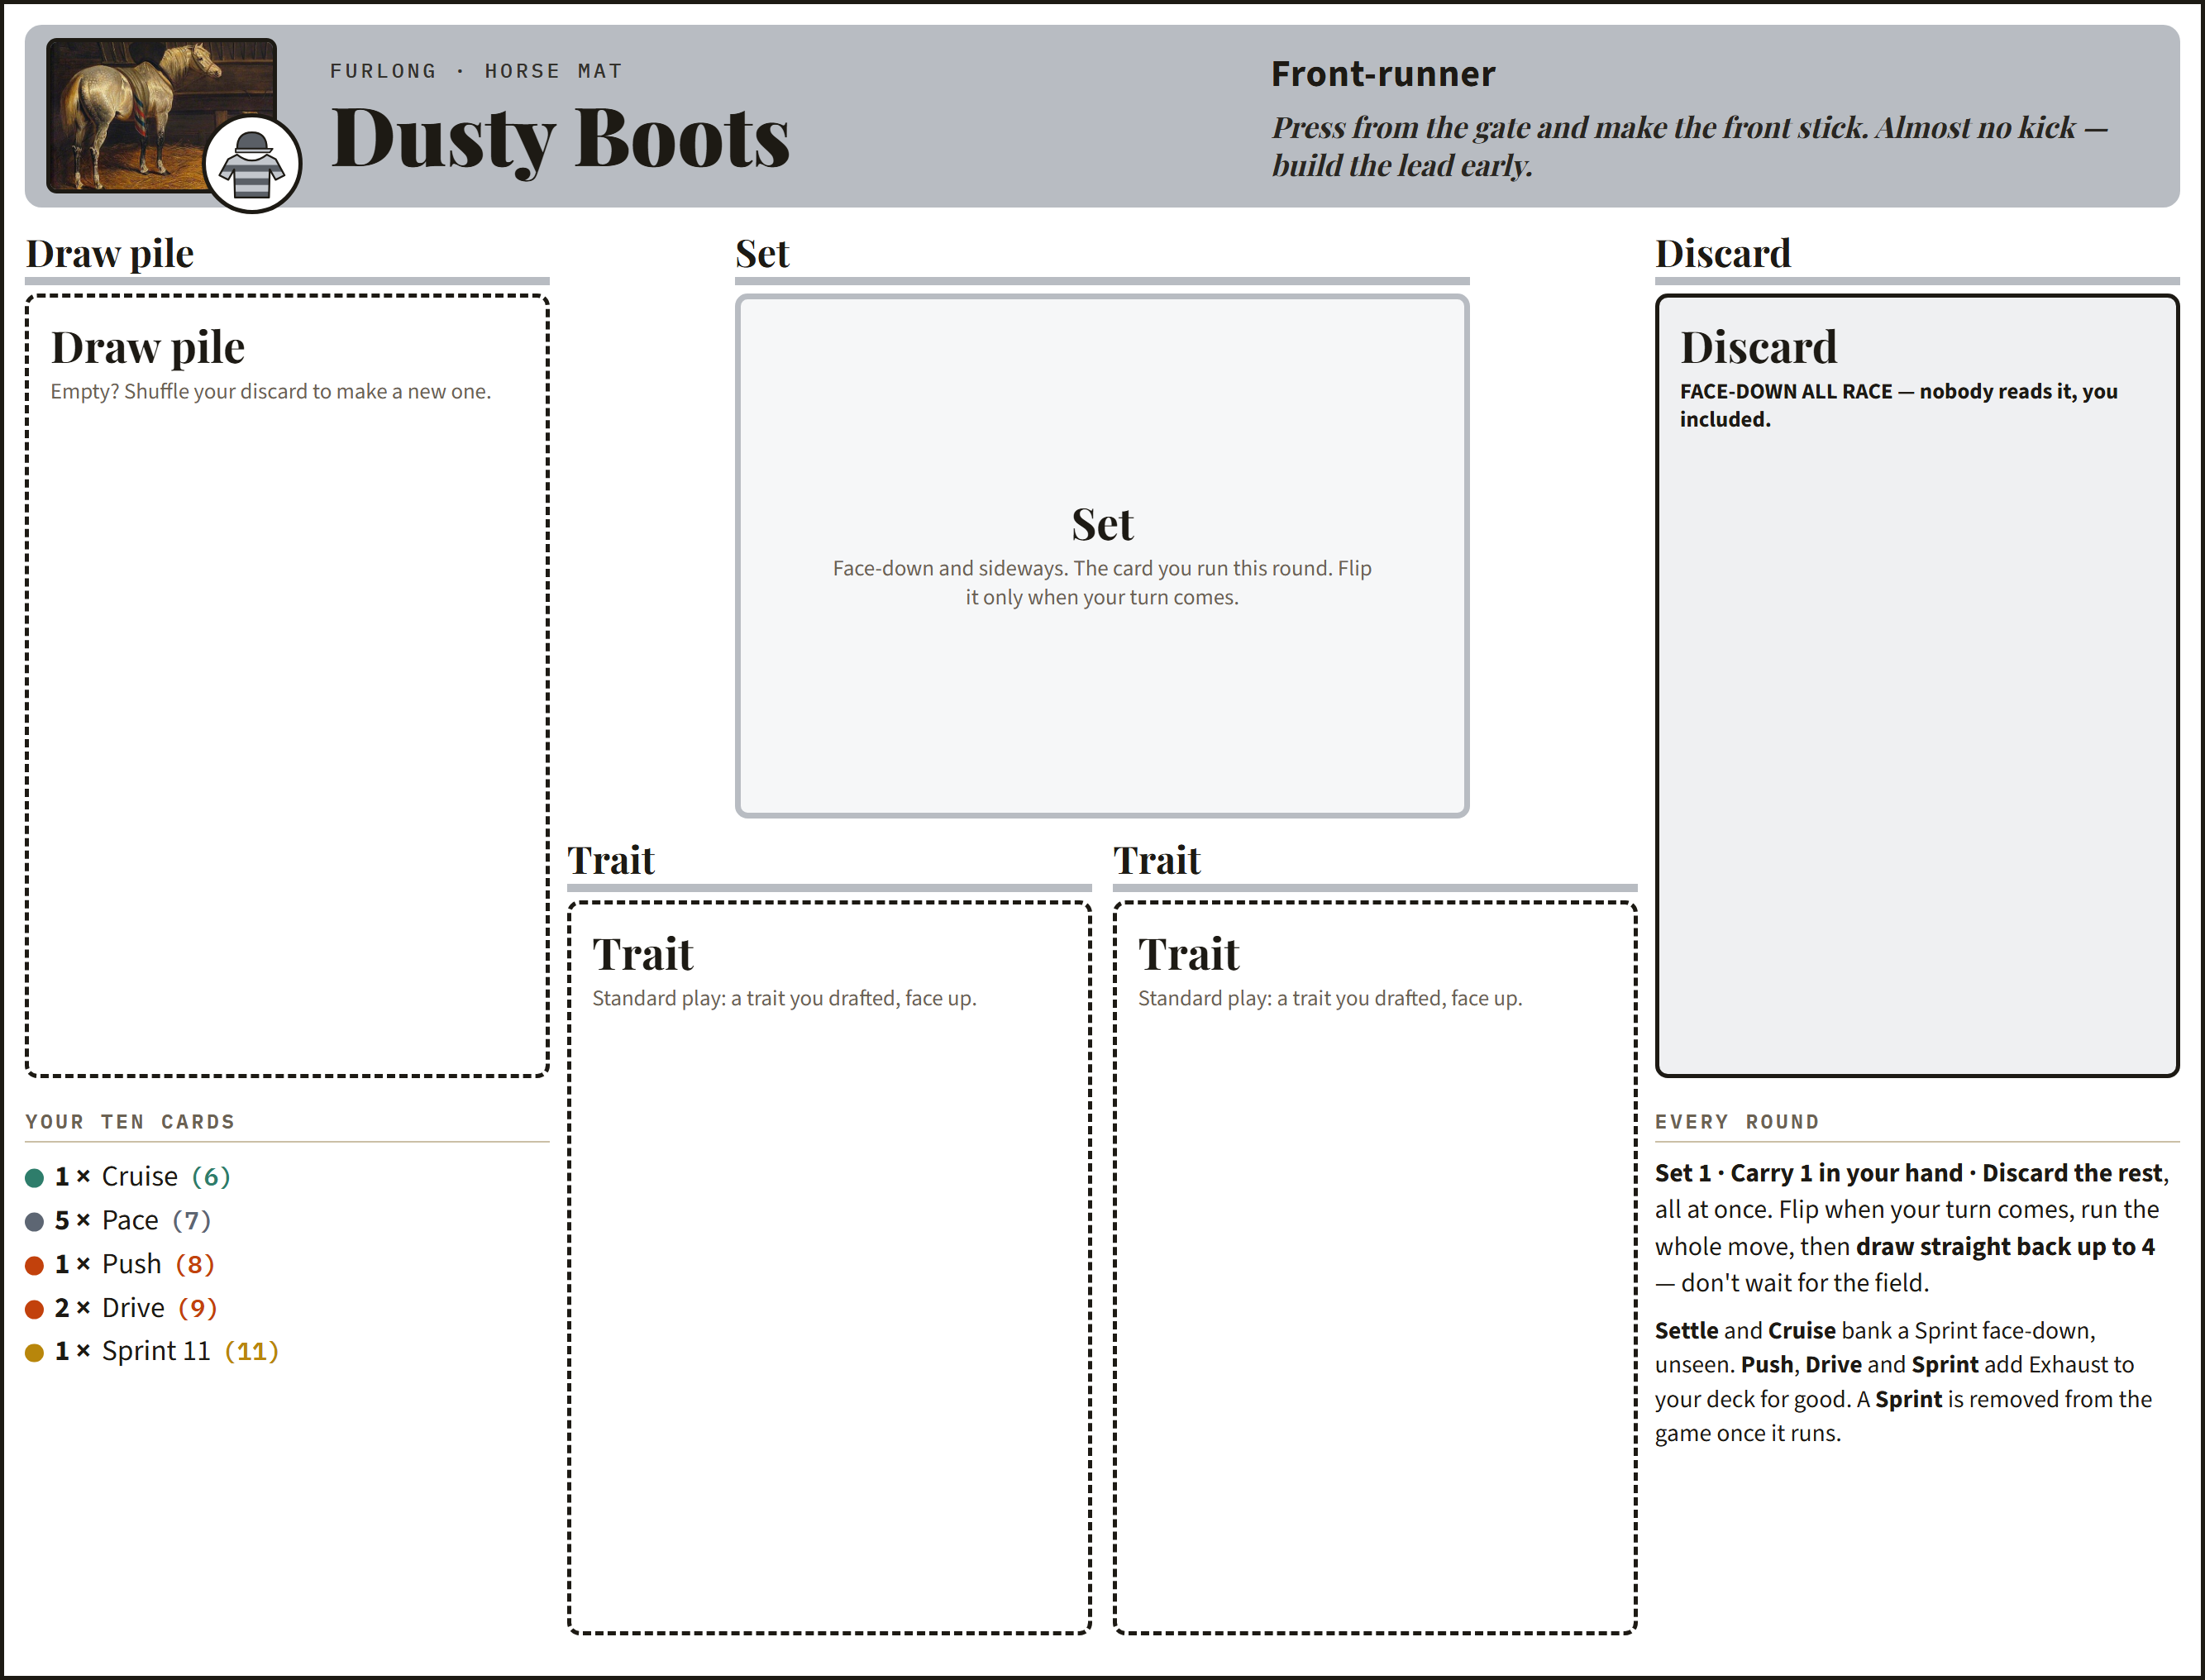 FURLONG · HORSE MAT
Dusty Boots
Front-runner
Press from the gate and make the front stick. Almost no kick —
build the lead early.
Draw pile
Draw pile
Empty? Shuffle your discard to make a new one.
Set
Set
Face-down and sideways. The card you run this round. Flip
it only when your turn comes.
Discard
Discard
FACE-DOWN ALL RACE — nobody reads it, you
included.
Trait
Trait
Standard play: a trait you drafted, face up.
Trait
Trait
Standard play: a trait you drafted, face up.
YOUR TEN CARDS
1 × Cruise (6)
5 × Pace (7)
1 × Push (8)
2 × Drive (9)
1 × Sprint 11 (11)
EVERY ROUND
Set 1 · Carry 1 in your hand · Discard the rest,
all at once. Flip when your turn comes, run the
whole move, then draw straight back up to 4
— don't wait for the field.
Settle and Cruise bank a Sprint face-down,
unseen. Push, Drive and Sprint add Exhaust to
your deck for good. A Sprint is removed from the
game once it runs.